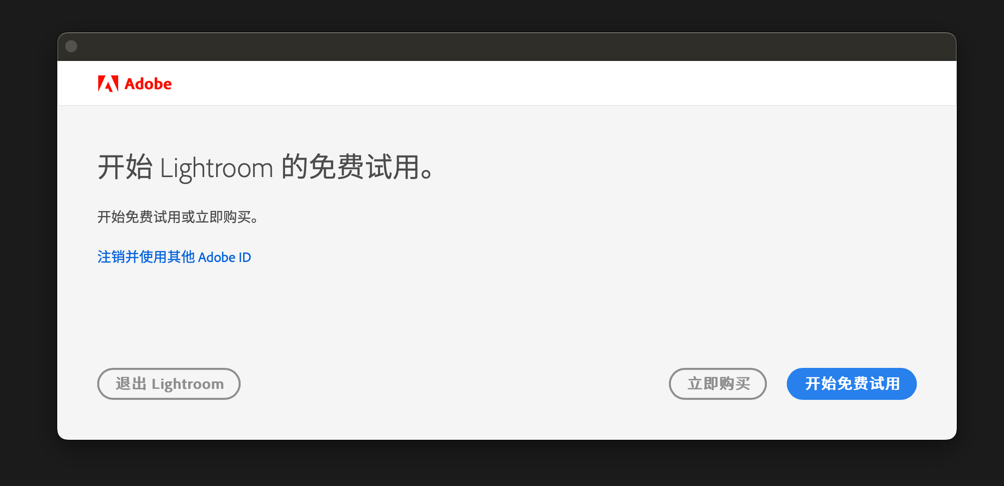 Adobe
开始 Lightroom 的免费试用。
开始免费试用或立即购买。
注销并使用其他 Adobe ID
退出 Lightroom
立即购买
开始免费试用